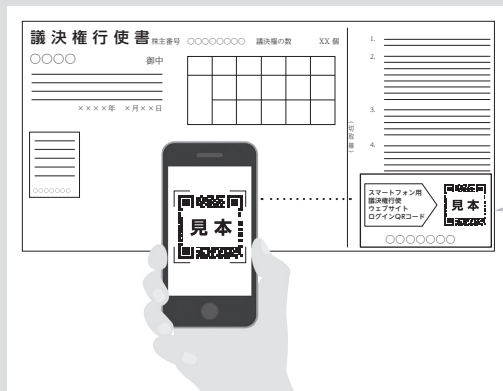 議決権行使書 株主番号 ○○○○○○○○ 議決権の数 XX 個
○○○○ 御中
××××年 ×月××日
○○○○○○○
1.
2.
3.
4.
(切取線)
スマートフォン用
議決権行使
ウェブサイト
ログインQRコード
見本
○○○○○○○
見本